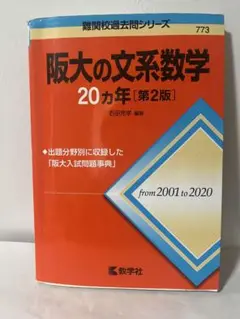 難関校過去問シリーズ
773
阪大の文系数学
20カ年[第2版]
編著
◆出題分野別に収録した
「阪大入試問題事典」
from 2001 to 2020
教学社